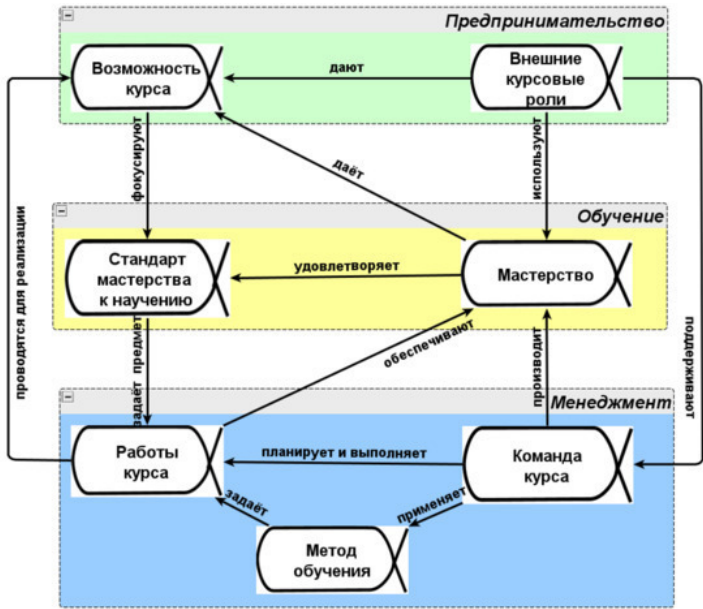 Предпринимательство
Возможность
курса
дают
Внешние
курсовые
роли
фокусируют
даёт
используют
проводятся для реализации
поддерживают
Обучение
Стандарт
мастерства
к научению
удовлетворяет
Мастерство
задаёт предмет
обеспечивают
производит
Менеджмент
Работы
курса
планирует и выполняет
Команда
курса
задаёт
применяет
Метод
обучения